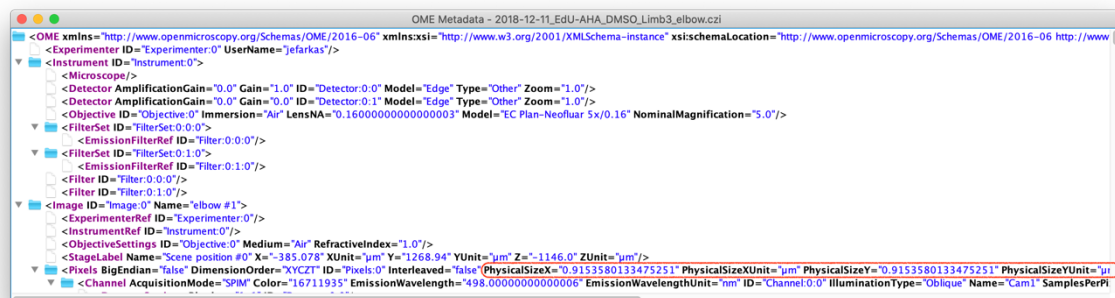 OME Metadata - 2018-12-11_EdU-AHA_DMSO_Limb3_elbow.czi
<OME xmlns="http://www.openmicroscopy.org/Schemas/OME/2016-06" xmlns:xsi="http://www.w3.org/2001/XMLSchema-instance" xsi:schemaLocation="http://www.openmicroscopy.org/Schemas/OME/2016-06 http://www
<Experimenter ID="Experimenter:0" UserName="jefarkas"/>
<Instrument ID="Instrument:0">
<Microscope/>
<Detector AmplificationGain="0.0" Gain="1.0" ID="Detector:0:0" Model="Edge" Type="Other" Zoom="1.0"/>
<Detector AmplificationGain="0.0" Gain="0.0" ID="Detector:0:1" Model="Edge" Type="Other" Zoom="1.0"/>
<Objective ID="Objective:0" Immersion="Air" LensNA="0.16000000000000003" Model="EC Plan-Neofluar 5x/0.16" NominalMagnification="5.0"/>
<FilterSet ID="FilterSet:0:0:0">
<EmissionFilterRef ID="Filter:0:0:0"/>
<FilterSet ID="FilterSet:0:1:0">
<EmissionFilterRef ID="Filter:0:1:0"/>
<Filter ID="Filter:0:0:0"/>
<Filter ID="Filter:0:1:0"/>
<Image ID="Image:0" Name="elbow #1">
<ExperimenterRef ID="Experimenter:0"/>
<InstrumentRef ID="Instrument:0"/>
<ObjectiveSettings ID="Objective:0" Medium="Air" RefractiveIndex="1.0"/>
<StageLabel Name="Scene position #0" X="-385.078" XUnit="µm" Y="1268.94" YUnit="µm" Z="-1146.0" ZUnit="µm"/>
<Pixels BigEndian="false" DimensionOrder="XYCZT" ID="Pixels:0" Interleaved="false" PhysicalSizeX="0.9153580133475251" PhysicalSizeXUnit="µm" PhysicalSizeY="0.9153580133475251" PhysicalSizeYUnit="µm
<Channel AcquisitionMode="SPIM" Color="16711935" EmissionWavelength="498.00000000000006" EmissionWavelengthUnit="nm" ID="Channel:0:0" IlluminationType="Oblique" Name="Cam1" SamplesPerPi